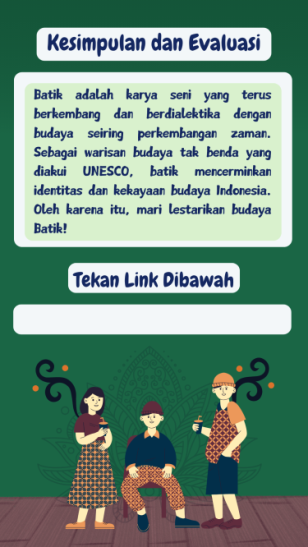 Kesimpulan dan Evaluasi
Batik adalah karya seni yang terus
berkembang dan berdialektika dengan
budaya seiring perkembangan zaman.
Sebagai warisan budaya tak benda yang
diakui UNESCO, batik mencerminkan
identitas dan kekayaan budaya Indonesia.
Oleh karena itu, mari lestarikan budaya
Batik!
Tekan Link Dibawah